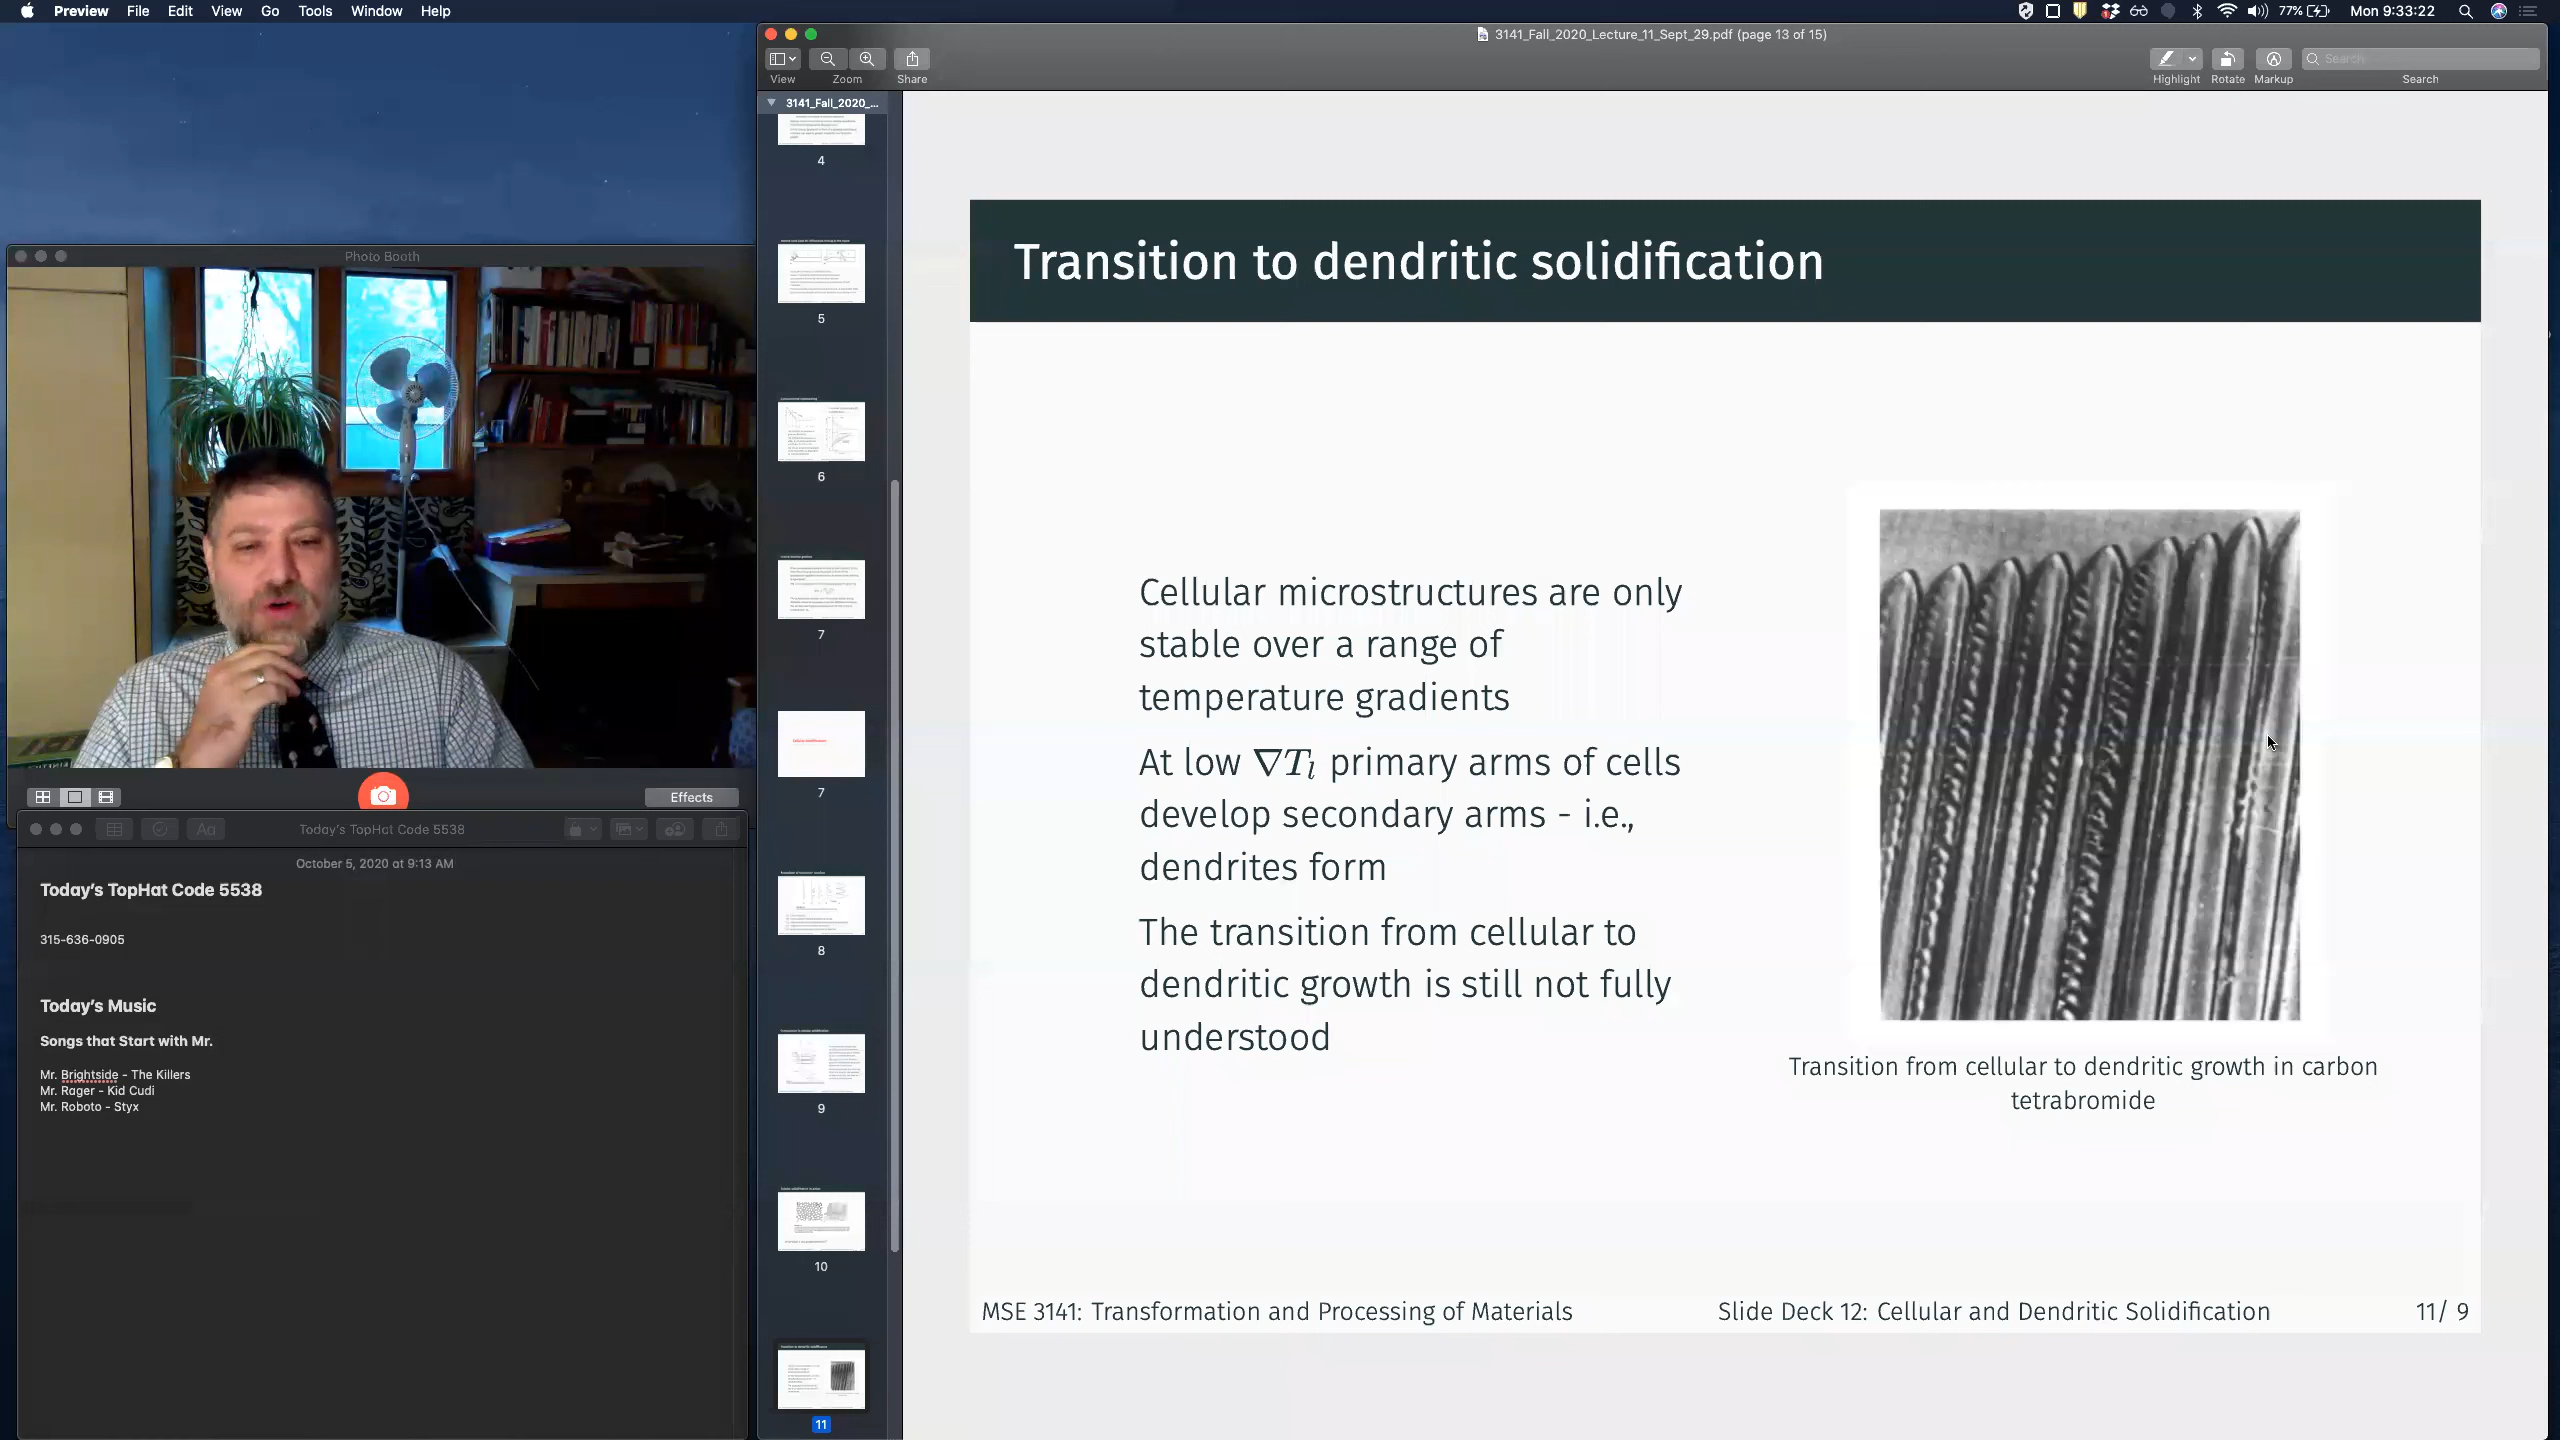 Preview File Edit View Go Tools Window Help
77% Mon 9:33:22
3141_Fall_2020_Lecture_11_Sept_29.pdf (page 13 of 15)
View Zoom Share
Highlight Rotate Markup Search
Search
3141_Fall_2020_...
4
5
6
7
7
8
9
10
11
Photo Booth
Effects
Today's TopHat Code 5538
October 5, 2020 at 9:13 AM
Today's TopHat Code 5538
315-636-0905
Today's Music
Songs that Start with Mr.
Mr. Brightside - The Killers
Mr. Rager - Kid Cudi
Mr. Roboto - Styx
Transition to dendritic solidification
Cellular microstructures are only
stable over a range of
temperature gradients
At low ∇Tₗ primary arms of cells
develop secondary arms - i.e.,
dendrites form
The transition from cellular to
dendritic growth is still not fully
understood
Transition from cellular to dendritic growth in carbon
tetrabromide
MSE 3141: Transformation and Processing of Materials
Slide Deck 12: Cellular and Dendritic Solidification
11/ 9